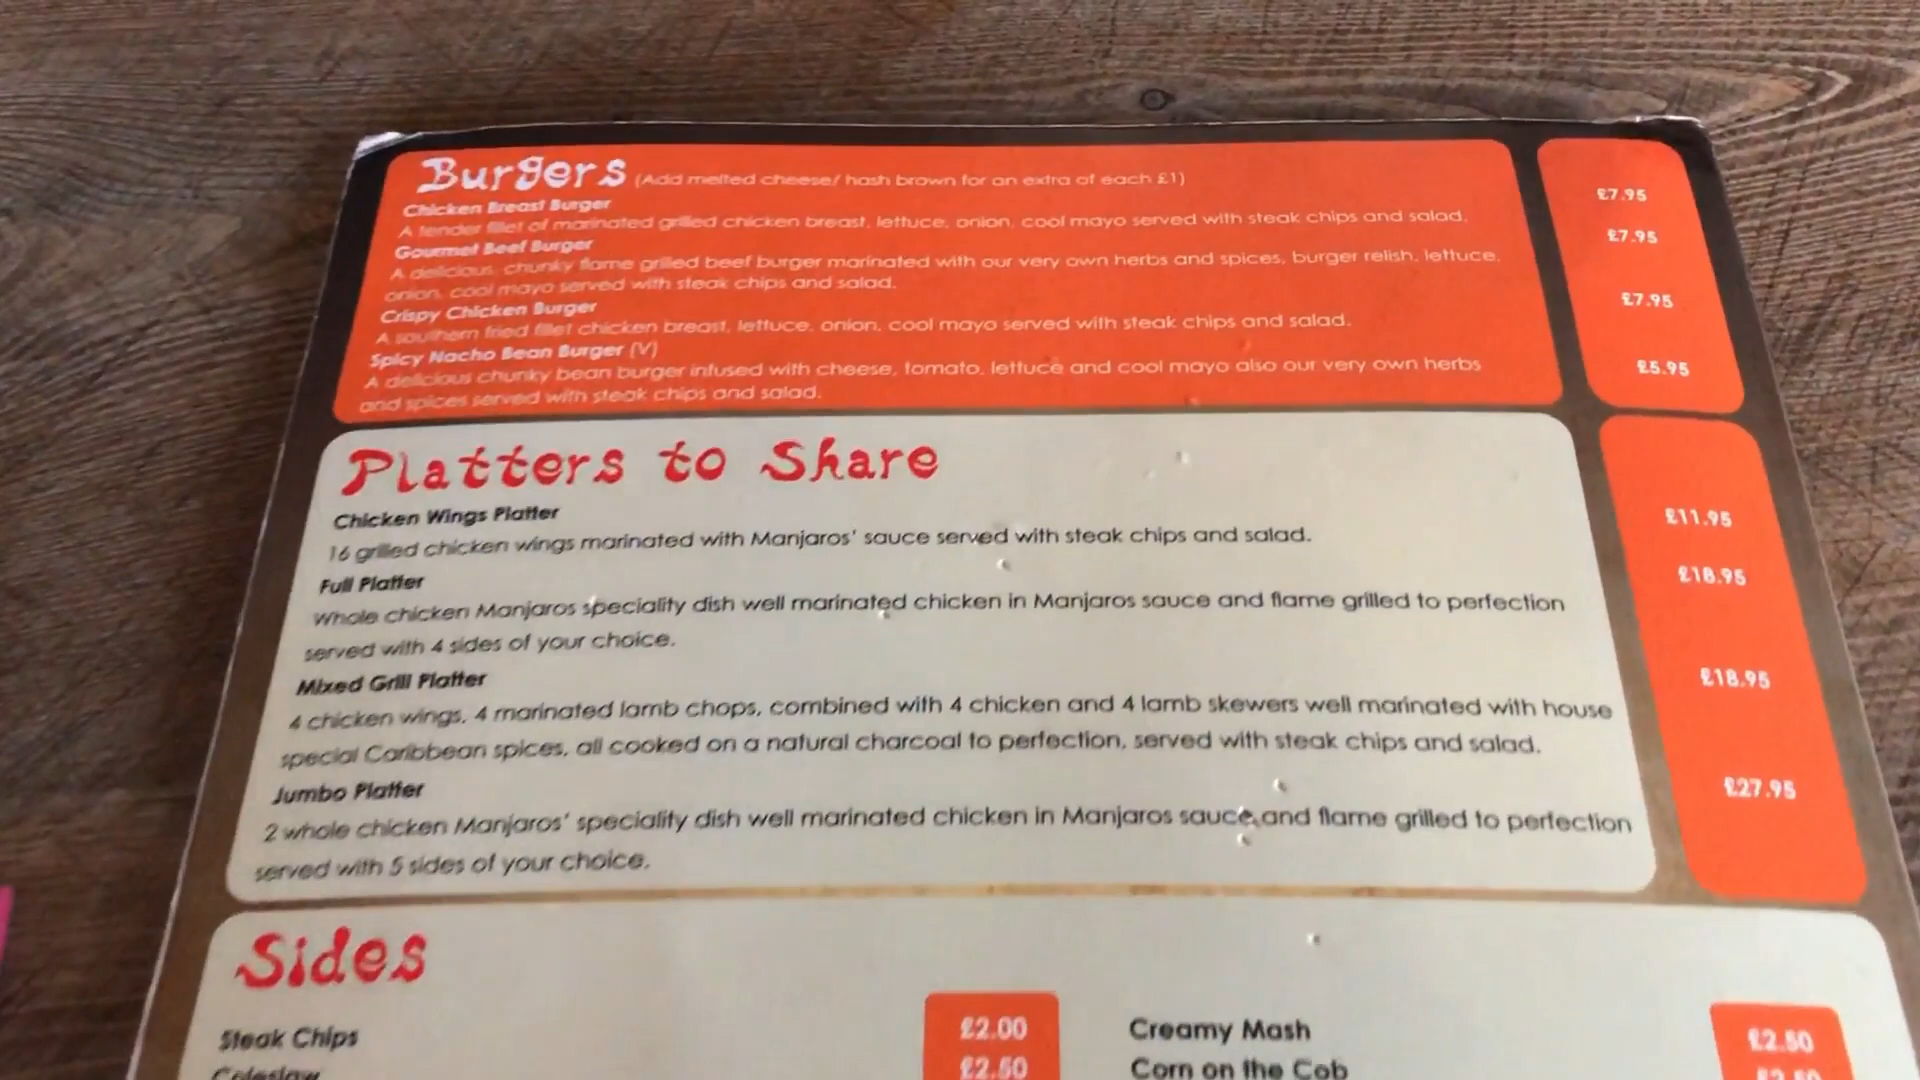 Burgers (Add melted cheese/ hash brown for an extra of each £1)
Chicken Breast Burger £7.95
A tender fillet of marinated grilled chicken breast, lettuce, onion, cool mayo served with steak chips and salad.
Gourmet Beef Burger £7.95
A delicious, chunky flame grilled beef burger marinated with our very own herbs and spices, burger relish, lettuce,
onion, cool mayo served with steak chips and salad.
Crispy Chicken Burger £7.95
A southern fried fillet chicken breast, lettuce, onion, cool mayo served with steak chips and salad.
Spicy Nacho Bean Burger (V) £5.95
A delicious chunky bean burger infused with cheese, tomato, lettuce and cool mayo also our very own herbs
and spices served with steak chips and salad.
Platters to Share
Chicken Wings Platter £11.95
16 grilled chicken wings marinated with Manjaros' sauce served with steak chips and salad.
Full Platter £18.95
Whole chicken Manjaros speciality dish well marinated chicken in Manjaros sauce and flame grilled to perfection
served with 4 sides of your choice.
Mixed Grill Platter £18.95
4 chicken wings, 4 marinated lamb chops, combined with 4 chicken and 4 lamb skewers well marinated with house
special Caribbean spices, all cooked on a natural charcoal to perfection, served with steak chips and salad.
Jumbo Platter £27.95
2 whole chicken Manjaros' speciality dish well marinated chicken in Manjaros sauce and flame grilled to perfection
served with 5 sides of your choice.
Sides
Steak Chips £2.00 Creamy Mash £2.50
Coleslaw £2.50 Corn on the Cob £2.50